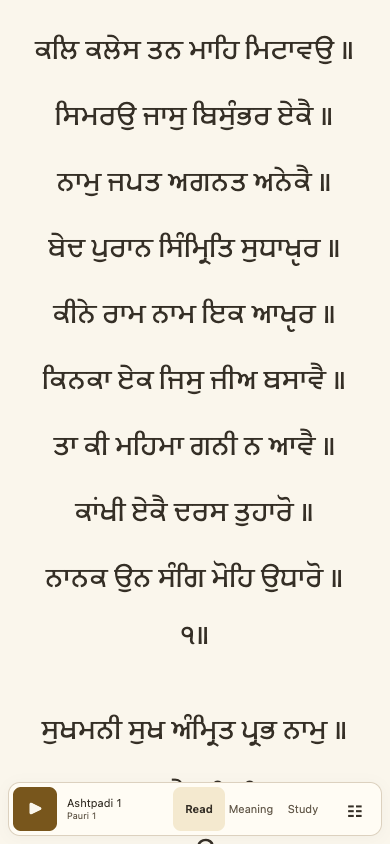 ਕਲਿ ਕਲੇਸ ਤਨ ਮਾਹਿ ਮਿਟਾਵਉ ॥
ਸਿਮਰਉ ਜਾਸੁ ਬਿਸੁੰਭਰ ਏਕੈ ॥
ਨਾਮੁ ਜਪਤ ਅਗਨਤ ਅਨੇਕੈ ॥
ਬੇਦ ਪੁਰਾਨ ਸਿੰਮ੍ਰਿਤਿ ਸੁਧਾਖੵਰ ॥
ਕੀਨੇ ਰਾਮ ਨਾਮ ਇਕ ਆਖੵਰ ॥
ਕਿਨਕਾ ਏਕ ਜਿਸੁ ਜੀਅ ਬਸਾਵੈ ॥
ਤਾ ਕੀ ਮਹਿਮਾ ਗਨੀ ਨ ਆਵੈ ॥
ਕਾਂਖੀ ਏਕੈ ਦਰਸ ਤੁਹਾਰੋ ॥
ਨਾਨਕ ਉਨ ਸੰਗਿ ਮੋਹਿ ਉਧਾਰੋ ॥
੧॥
ਸੁਖਮਨੀ ਸੁਖ ਅੰਮ੍ਰਿਤ ਪ੍ਰਭ ਨਾਮੁ ॥
Ashtpadi 1
Pauri 1
Read Meaning Study